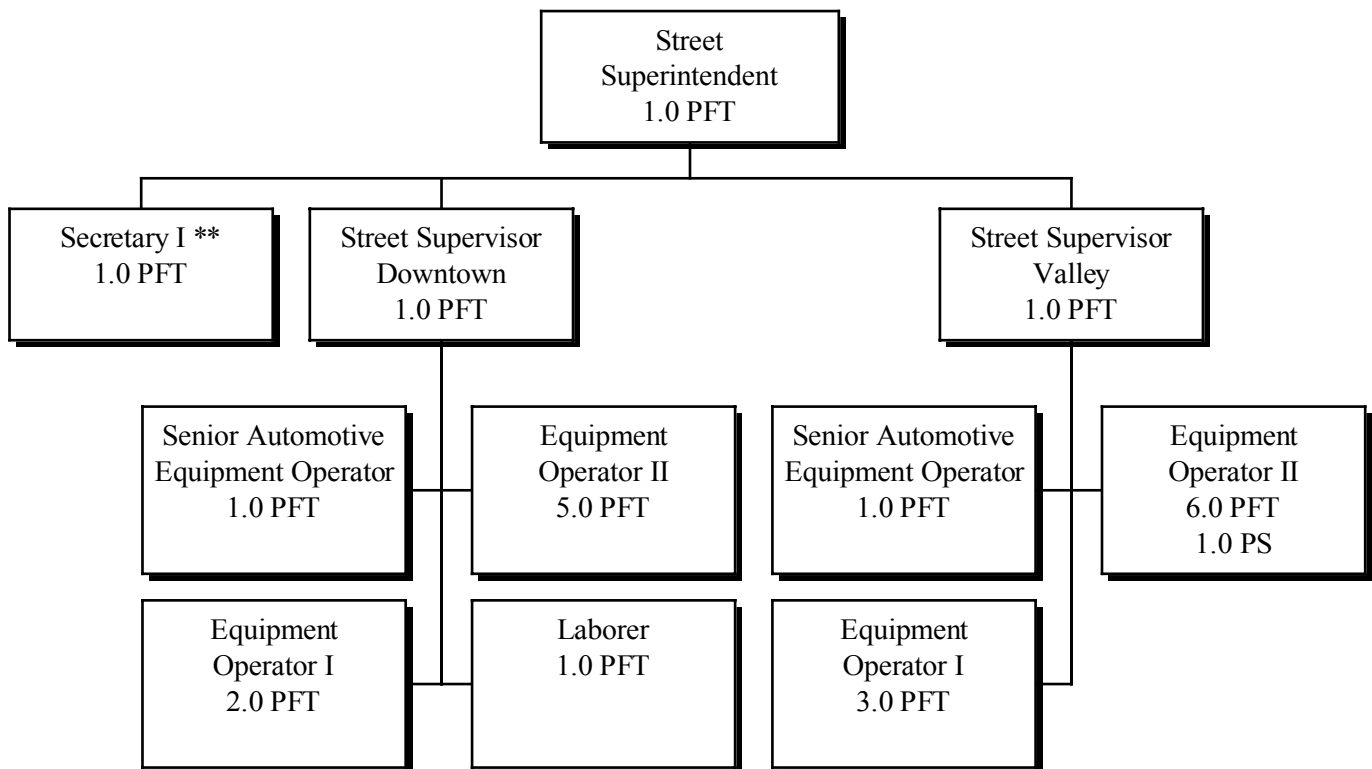 Street
Superintendent
1.0 PFT
Secretary I **
1.0 PFT
Street Supervisor
Downtown
1.0 PFT
Street Supervisor
Valley
1.0 PFT
Senior Automotive
Equipment Operator
1.0 PFT
Equipment
Operator II
5.0 PFT
Senior Automotive
Equipment Operator
1.0 PFT
Equipment
Operator II
6.0 PFT
1.0 PS
Equipment
Operator I
2.0 PFT
Laborer
1.0 PFT
Equipment
Operator I
3.0 PFT